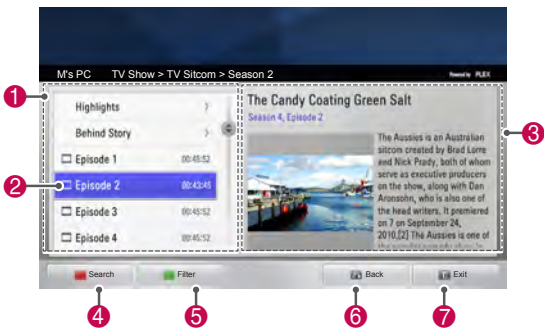 M's PC TV Show > TV Sitcom > Season 2
Powered by PLEX
1
Highlights >
Behind Story >
Episode 1 00:45:52
2
Episode 2 00:43:45
Episode 3 00:45:52
Episode 4 00:45:52
The Candy Coating Green Salt
Season 4, Episode 2
3
The Aussies is an Australian
sitcom created by Brad Lorre
and Nick Prady, both of whom
serve as executive producers
on the show, along with Dan
Aronsohn, who is also one of
the head writers. It premiered
on 7 on September 24,
2010,[2] The Aussies is one of
Search
Filter
Back
Exit
4
5
6
7